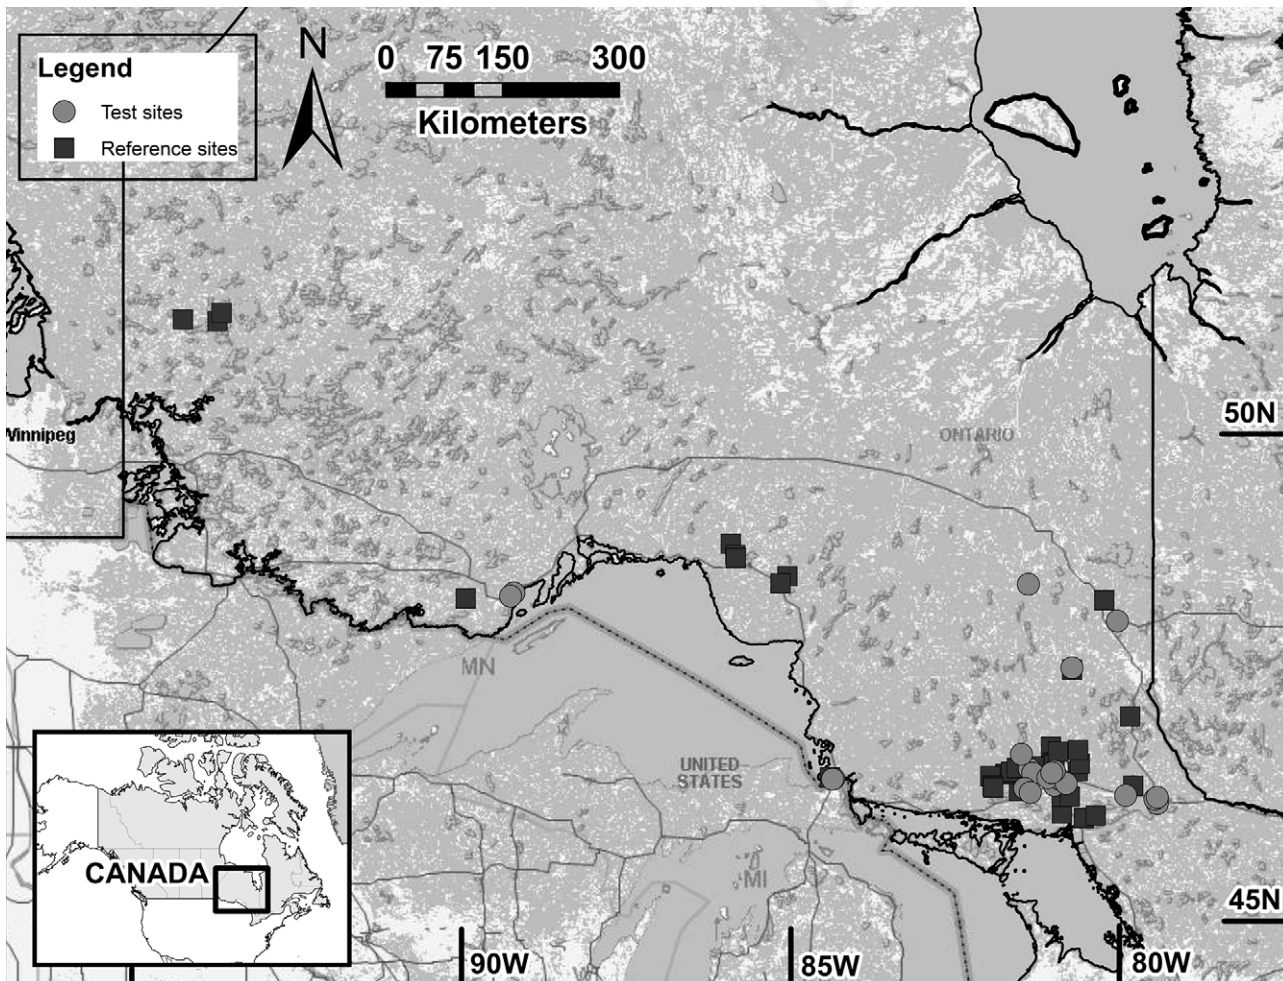 Legend
Test sites
Reference sites
N
0 75 150 300
Kilometers
50N
Winnipeg
ONTARIO
MN
UNITED
STATES
CANADA
MI
45N
90W
85W
80W